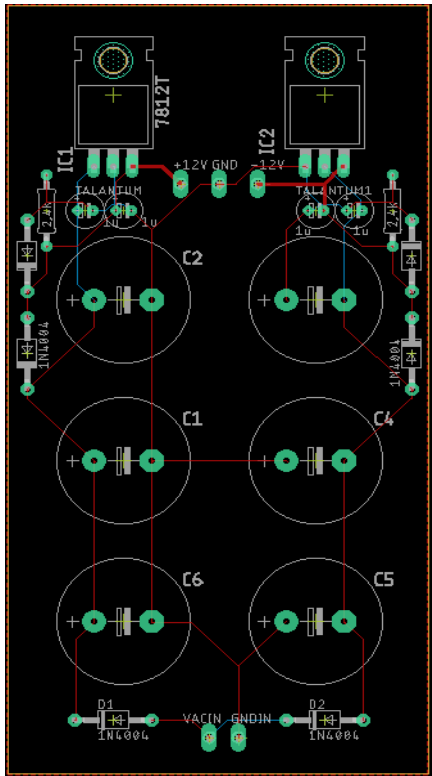 7812T
IC1
IC2
+12V GND -12V
TALANTUM
TALANTUM1
2,4k
1u
1u
1u
1u
2,4k
C2
1N4004
1N4004
C1
C4
C6
C5
D1
D2
VACIN GNDIN
1N4004
1N4004